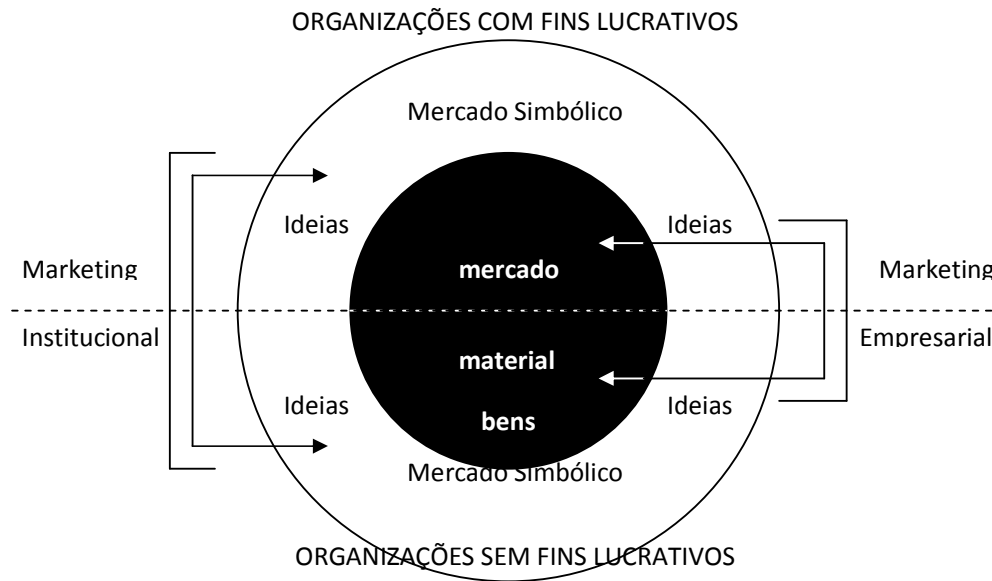 ORGANIZAÇÕES COM FINS LUCRATIVOS
Mercado Simbólico
Ideias
Ideias
mercado
Marketing
Marketing
Institucional
Empresarial
material
Ideias
Ideias
bens
Mercado Simbólico
ORGANIZAÇÕES SEM FINS LUCRATIVOS